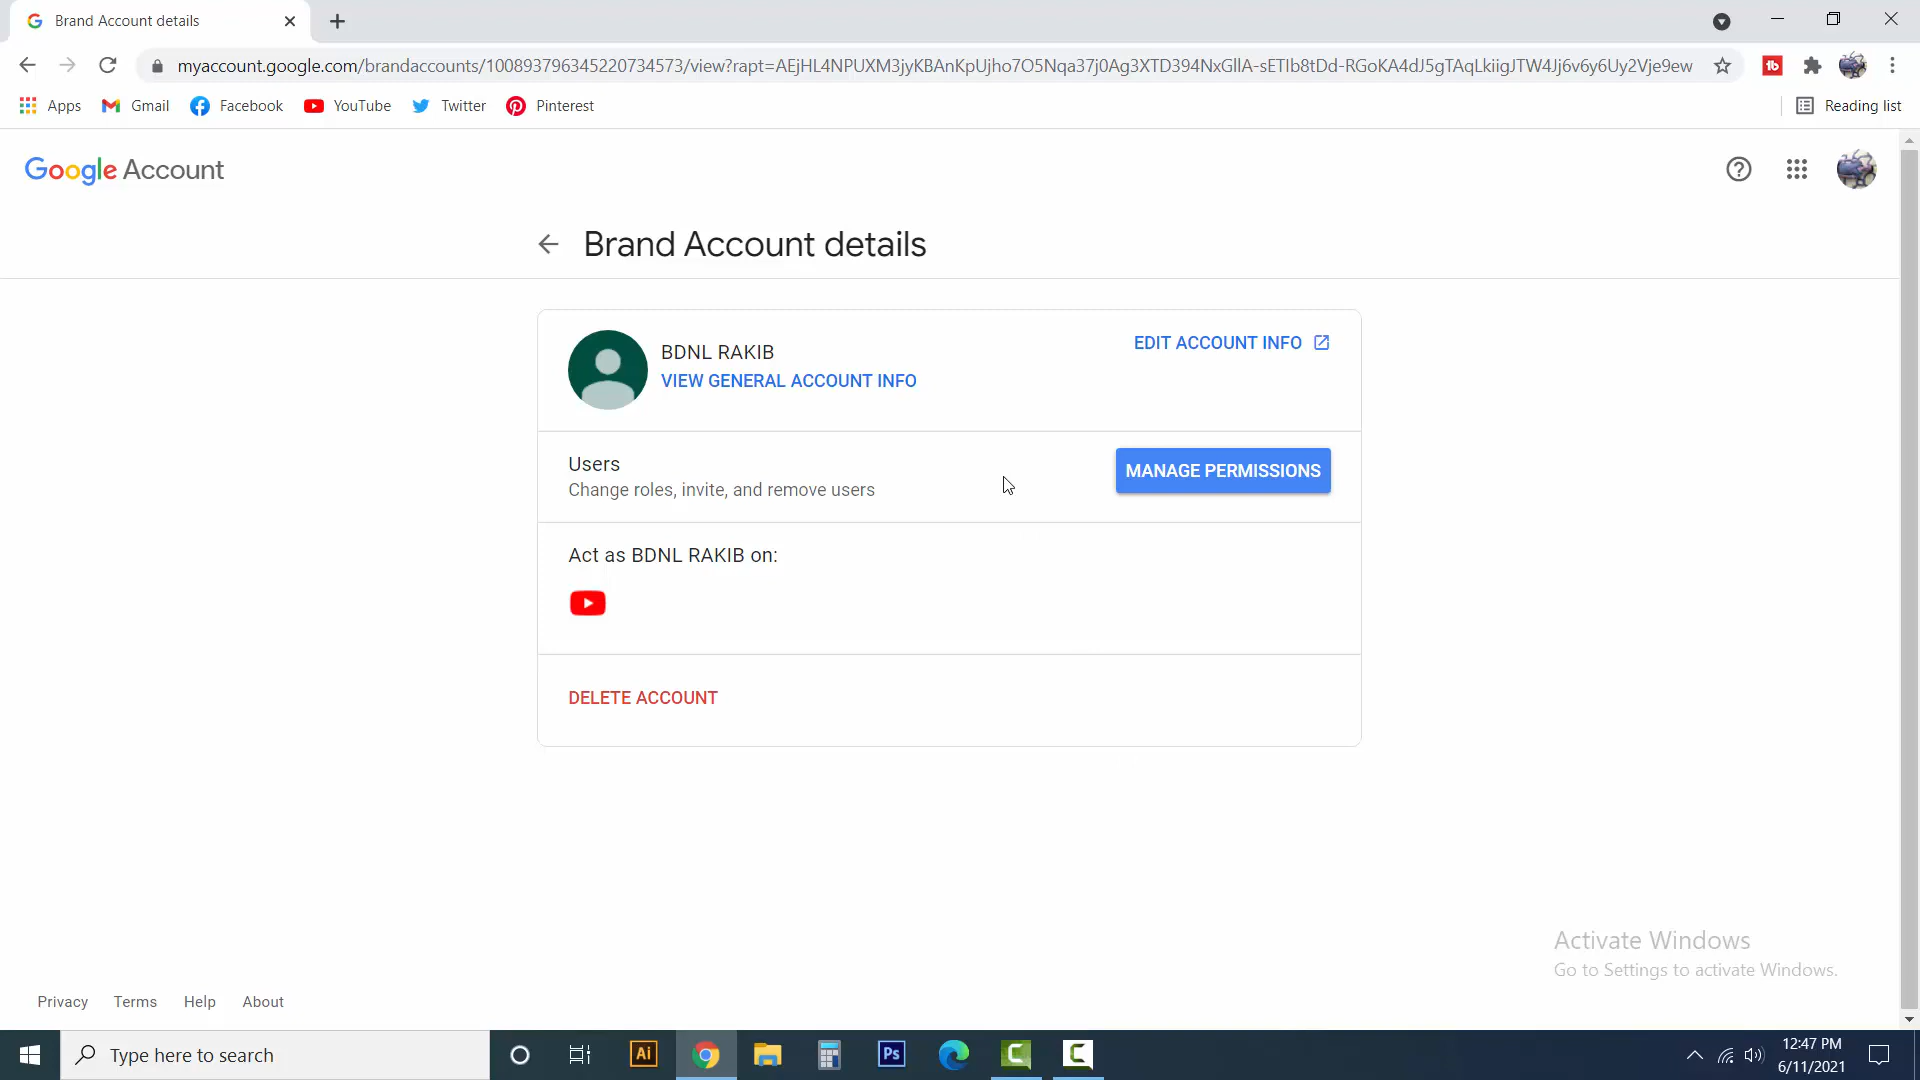 Brand Account details
myaccount.google.com/brandaccounts/100893796345220734573/view?rapt=AEjHL4NPUXM3jyKBAnKpUjho7O5Nqa37j0Ag3XTD394NxGllA-sETIb8tDd-RGoKA4dJ5gTAqLkiigJTW4Jj6v6y6Uy2Vje9ew
Apps Gmail Facebook YouTube Twitter Pinterest Reading list
Google Account
Brand Account details
BDNL RAKIB
EDIT ACCOUNT INFO
VIEW GENERAL ACCOUNT INFO
Users
MANAGE PERMISSIONS
Change roles, invite, and remove users
Act as BDNL RAKIB on:
DELETE ACCOUNT
Activate Windows
Go to Settings to activate Windows.
Privacy Terms Help About
Type here to search
Ai
Ps
12:47 PM
6/11/2021